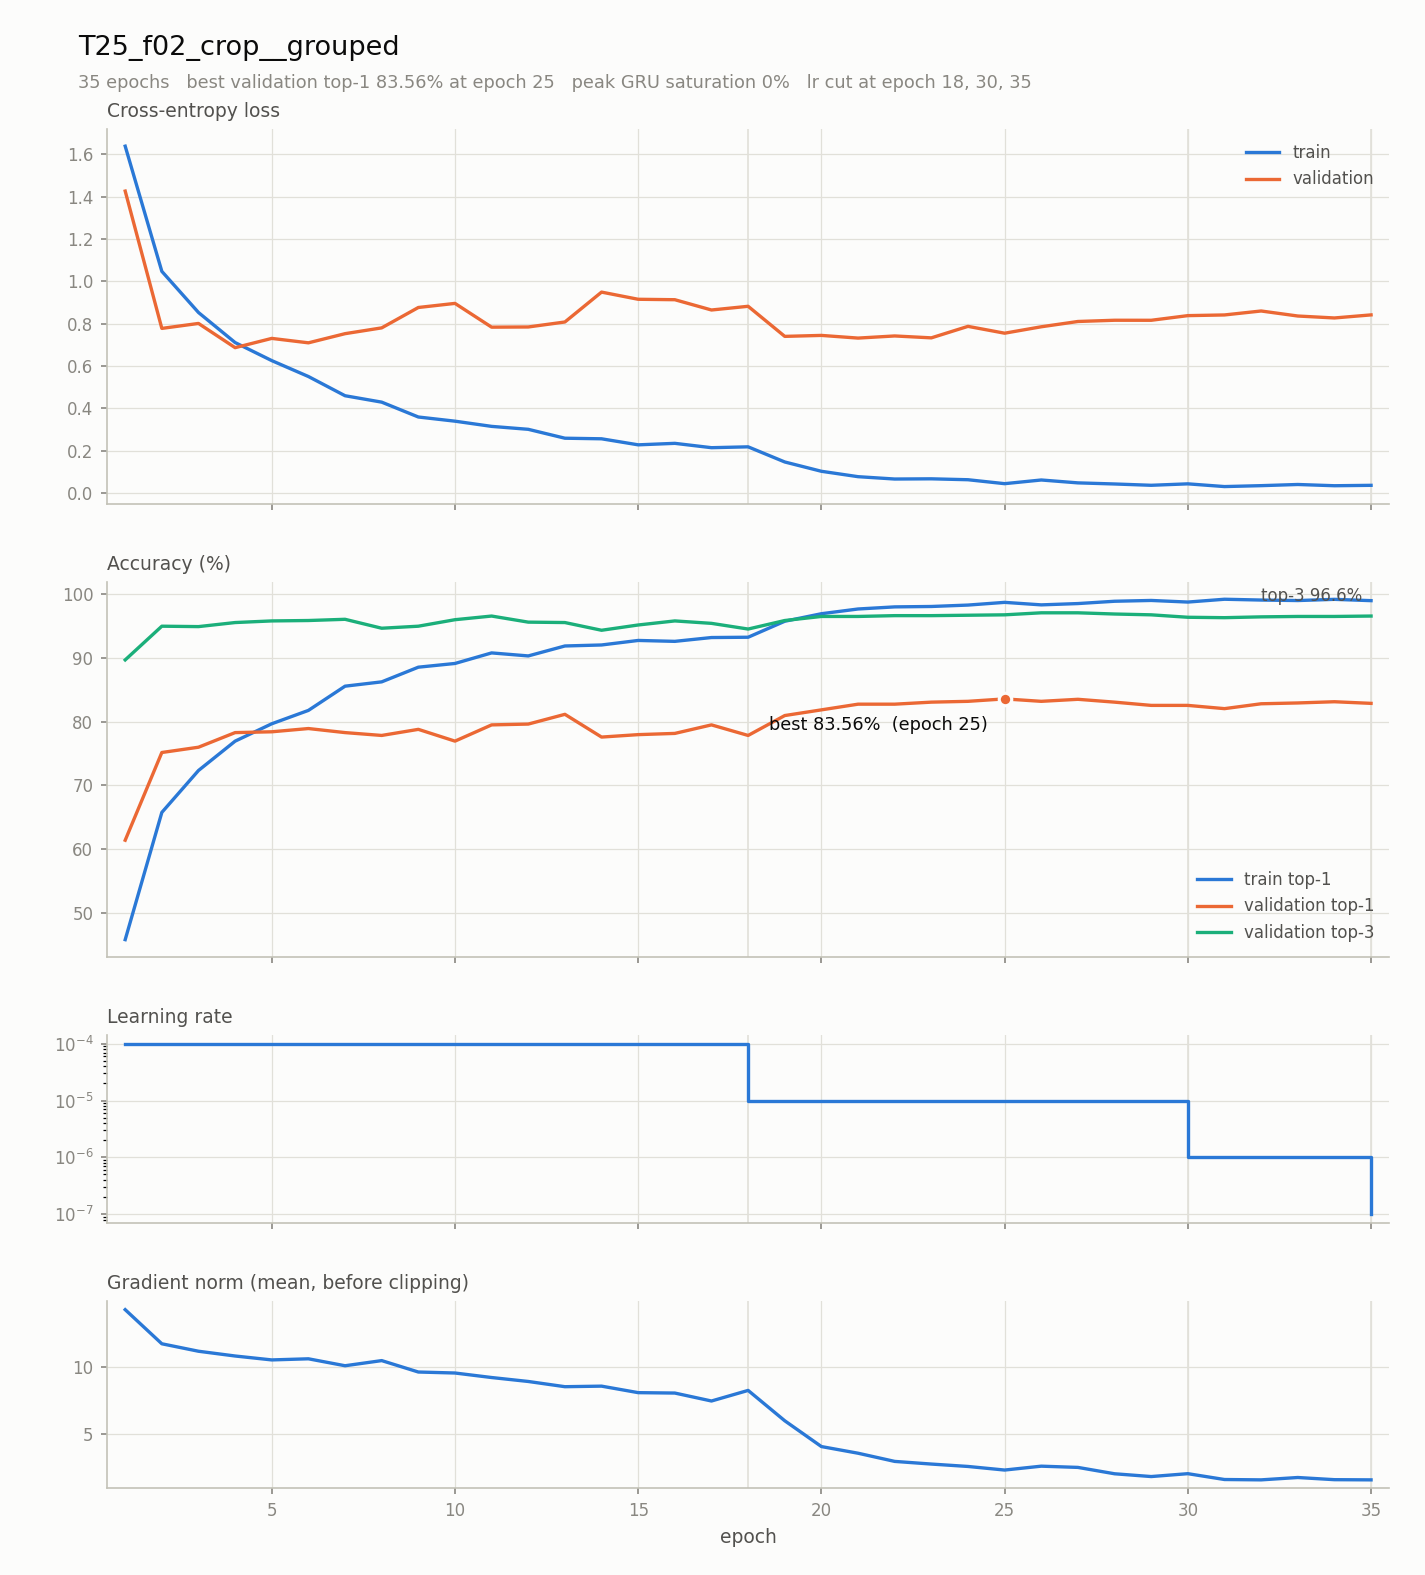 T25_f02_crop__grouped
35 epochs   best validation top-1 83.56% at epoch 25   peak GRU saturation 0%   lr cut at epoch 18, 30, 35
Cross-entropy loss
train
validation
1.6
1.4
1.2
1.0
0.8
0.6
0.4
0.2
0.0
Accuracy (%)
100
90
80
70
60
50
top-3 96.6%
best 83.56%  (epoch 25)
train top-1
validation top-1
validation top-3
Learning rate
10⁻⁴
10⁻⁵
10⁻⁶
10⁻⁷
Gradient norm (mean, before clipping)
10
5
5 10 15 20 25 30 35
epoch